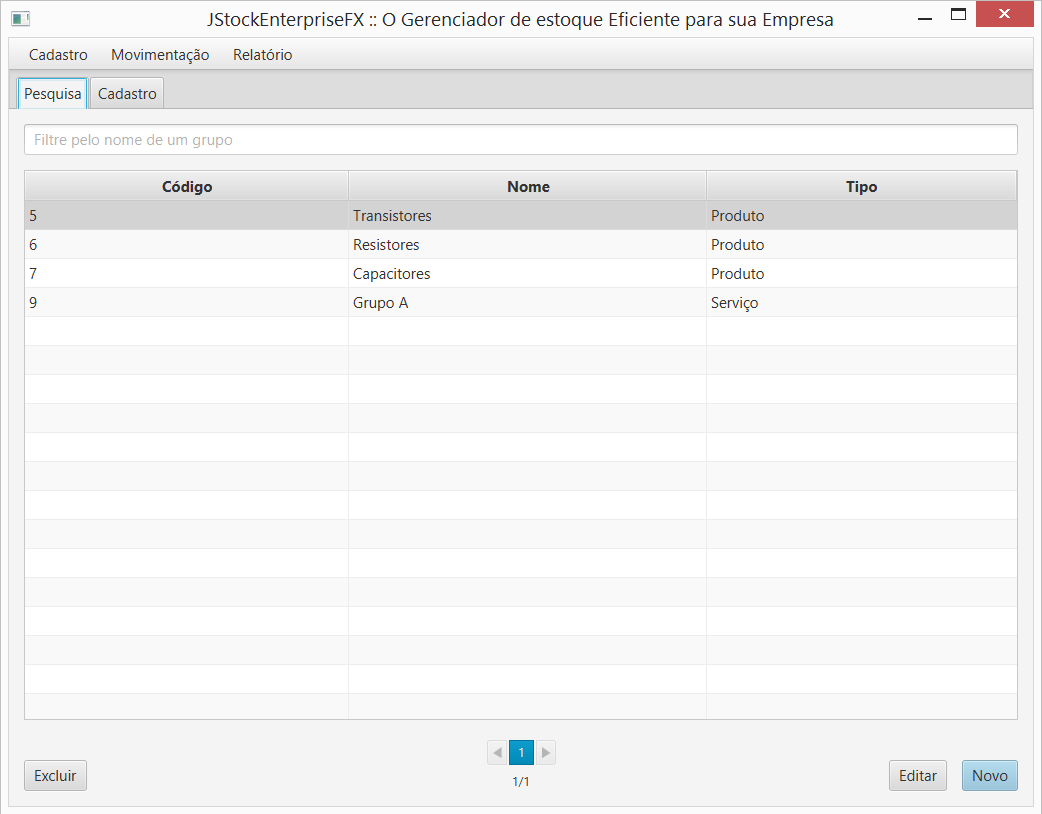 JStockEnterpriseFX :: O Gerenciador de estoque Eficiente para sua Empresa
Cadastro Movimentação Relatório
Pesquisa Cadastro
Filtre pelo nome de um grupo
Código Nome Tipo
5 Transistores Produto
6 Resistores Produto
7 Capacitores Produto
9 Grupo A Serviço
1
1/1
Excluir Editar Novo